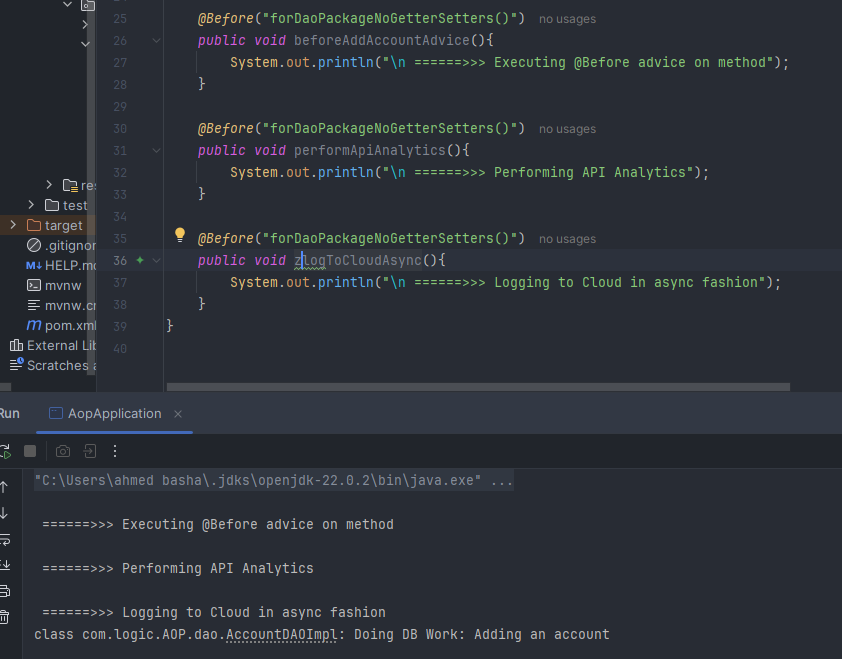 25 @Before("forDaoPackageNoGetterSetters()") no usages
26 public void beforeAddAccountAdvice(){
27 System.out.println("\n ======>>> Executing @Before advice on method");
28 }
29
30 @Before("forDaoPackageNoGetterSetters()") no usages
31 public void performApiAnalytics(){
32 System.out.println("\n ======>>> Performing API Analytics");
33 }
34
35 @Before("forDaoPackageNoGetterSetters()") no usages
36 public void zlogToCloudAsync(){
37 System.out.println("\n ======>>> Logging to Cloud in async fashion");
38 }
39 }
40
res
test
target
.gitignor
M↓ HELP.md
mvnw
mvnw.cm
m pom.xml
External Lib
Scratches a
Run
AopApplication
"C:\Users\ahmed basha\.jdks\openjdk-22.0.2\bin\java.exe" ...
======>>> Executing @Before advice on method
======>>> Performing API Analytics
======>>> Logging to Cloud in async fashion
class com.logic.AOP.dao.AccountDAOImpl: Doing DB Work: Adding an account